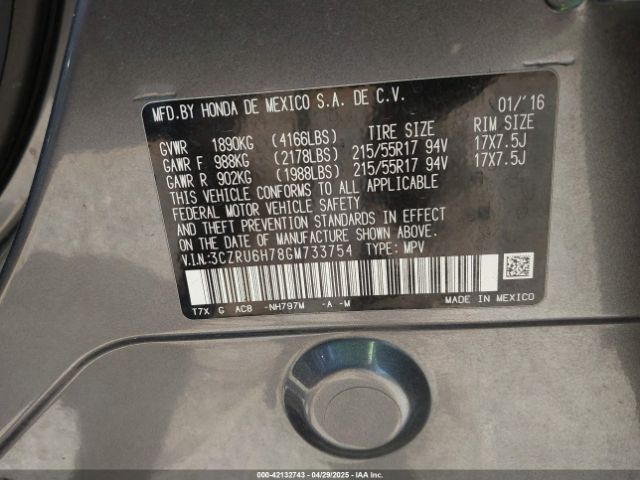 MFD.BY HONDA DE MEXICO S.A. DE C.V. 01/'16
GVWR 1890KG (4166LBS) TIRE SIZE RIM SIZE
GAWR F 988KG (2178LBS) 215/55R17 94V 17X7.5J
GAWR R 902KG (1988LBS) 215/55R17 94V 17X7.5J
THIS VEHICLE CONFORMS TO ALL APPLICABLE
FEDERAL MOTOR VEHICLE SAFETY
AND THEFT PREVENTION STANDARDS IN EFFECT
ON THE DATE OF MANUFACTURE SHOWN ABOVE.
V.I.N:3CZRU6H78GM733754 TYPE: MPV
T7X G AC8 -NH797M -A -M MADE IN MEXICO
000-42132743 - 04/29/2025 - IAAI Inc.